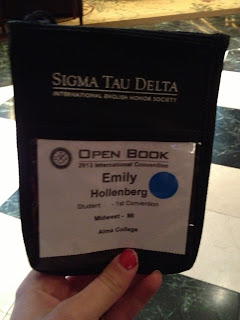 SIGMA TAU DELTA
INTERNATIONAL ENGLISH HONOR SOCIETY
OPEN BOOK
2012 International Convention
Emily
Hollenberg
Student - 1st Convention
Midwest - MI
Alma College